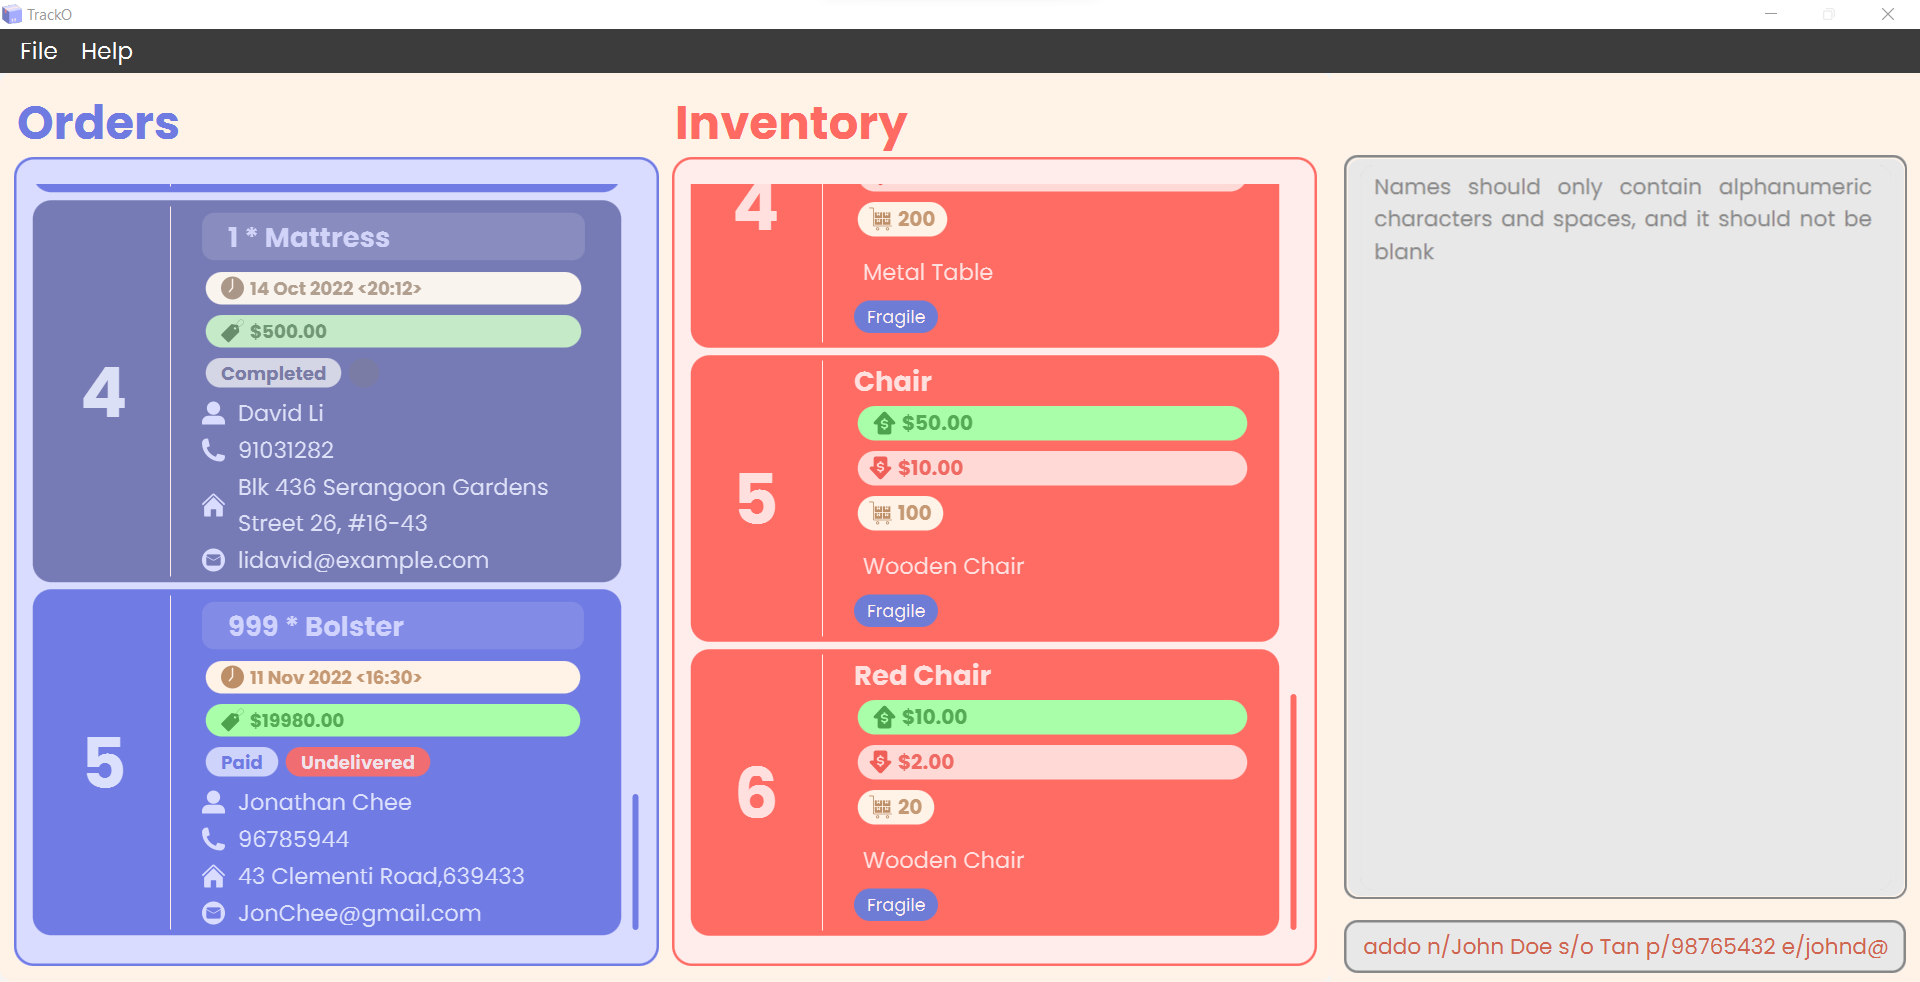 TrackO
File Help
Orders
1 * Mattress
14 Oct 2022 <20:12>
$500.00
Completed
4
David Li
91031282
Blk 436 Serangoon Gardens
Street 26, #16-43
lidavid@example.com
999 * Bolster
11 Nov 2022 <16:30>
$19980.00
Paid Undelivered
5
Jonathan Chee
96785944
43 Clementi Road,639433
JonChee@gmail.com
Inventory
4
200
Metal Table
Fragile
Chair
$50.00
$10.00
5
100
Wooden Chair
Fragile
Red Chair
$10.00
$2.00
6
20
Wooden Chair
Fragile
Names should only contain alphanumeric
characters and spaces, and it should not be
blank
addo n/John Doe s/o Tan p/98765432 e/johnd@